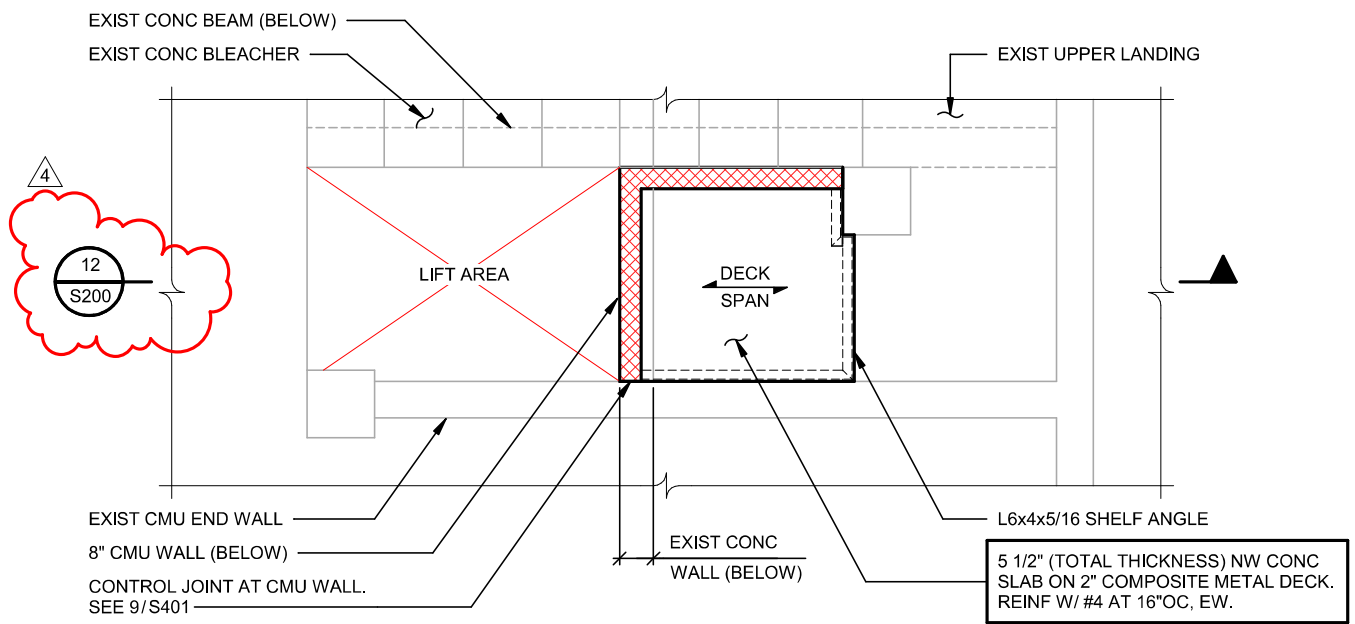 EXIST CONC BEAM (BELOW)
EXIST CONC BLEACHER
EXIST UPPER LANDING
4
12
S200
LIFT AREA
DECK
SPAN
EXIST CMU END WALL
8" CMU WALL (BELOW)
CONTROL JOINT AT CMU WALL.
SEE 9/S401
EXIST CONC
WALL (BELOW)
L6x4x5/16 SHELF ANGLE
5 1/2" (TOTAL THICKNESS) NW CONC
SLAB ON 2" COMPOSITE METAL DECK.
REINF W/ #4 AT 16"OC, EW.